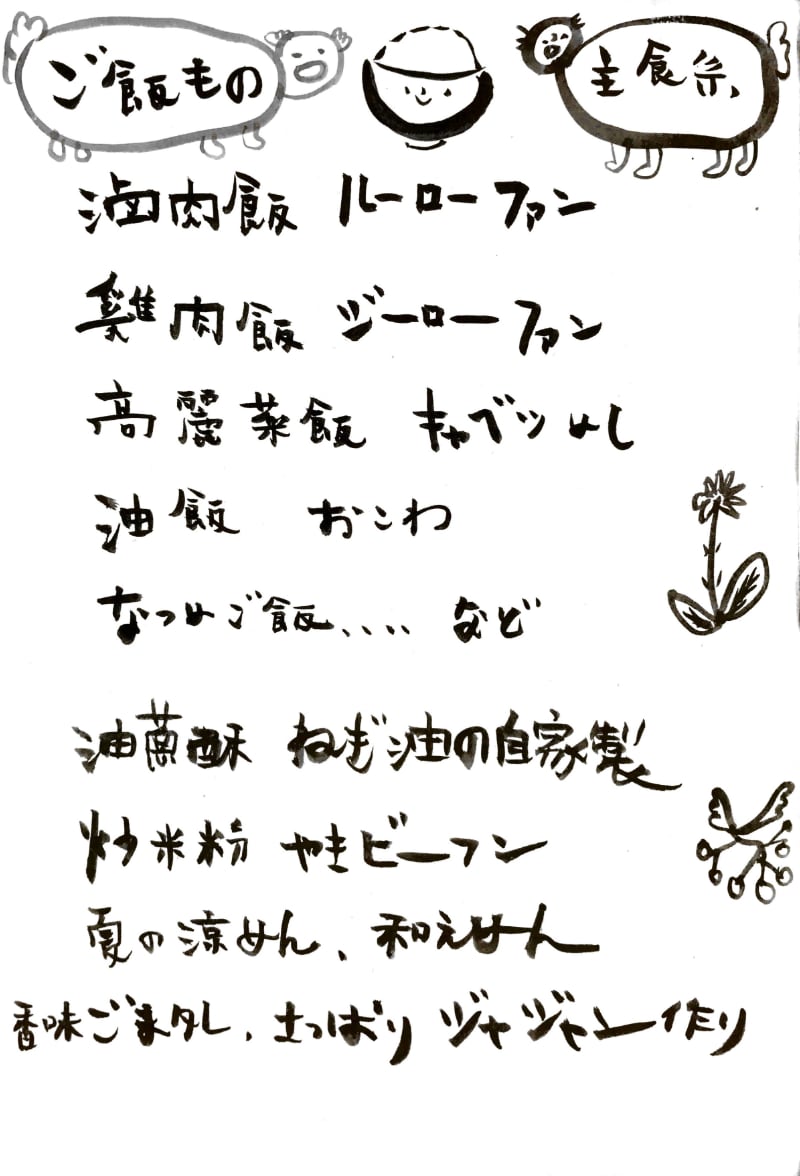 ご飯もの
主食系、
滷肉飯 ルーローファン
雞肉飯 ジーローファン
高麗菜飯 キャベツめし
油飯 おこわ
なつめご飯、、、、 など
油葱酥 ねぎ油の自家製
炒米粉 やきビーフン
夏の涼めん、和えめん
香味ごまダレ、さっぱり ジャジャン作り